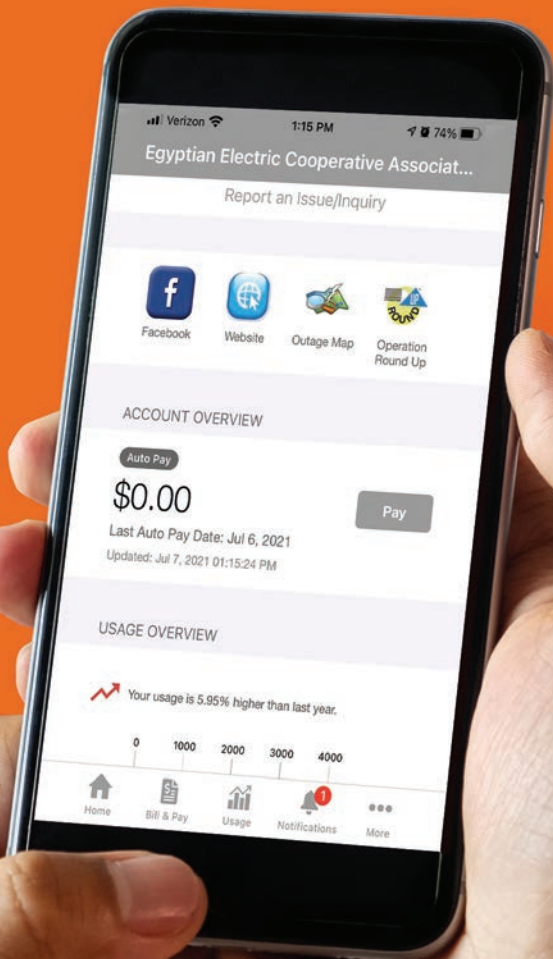 Verizon 1:15 PM 74%
Egyptian Electric Cooperative Associat...
Report an Issue/Inquiry
f
Facebook Website Outage Map Operation
Round Up
UP
ROUND
ACCOUNT OVERVIEW
Auto Pay
$0.00
Pay
Last Auto Pay Date: Jul 6, 2021
Updated: Jul 7, 2021 01:15:24 PM
USAGE OVERVIEW
Your usage is 5.95% higher than last year.
0 1000 2000 3000 4000
$
1
Home Bill & Pay Usage Notifications More